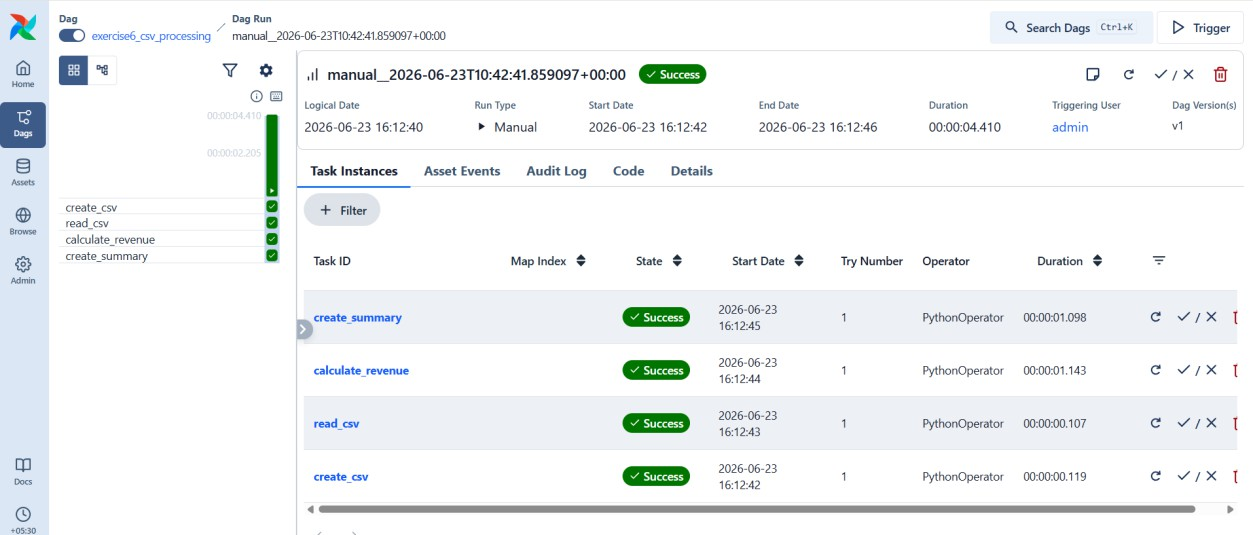 Dag
exercise6_csv_processing
/
Dag Run
manual__2026-06-23T10:42:41.859097+00:00
Search Dags Ctrl+K
Trigger
Home
Dags
Assets
Browse
Admin
Docs
+05:30
00:00:04.410
00:00:02.205
create_csv
read_csv
calculate_revenue
create_summary
manual__2026-06-23T10:42:41.859097+00:00 Success
/
Logical Date Run Type Start Date End Date Duration Triggering User Dag Version(s)
2026-06-23 16:12:40 Manual 2026-06-23 16:12:42 2026-06-23 16:12:46 00:00:04.410 admin v1
Task Instances Asset Events Audit Log Code Details
+ Filter
Task ID Map Index State Start Date Try Number Operator Duration
create_summary Success 2026-06-23 16:12:45 1 PythonOperator 00:00:01.098 /
calculate_revenue Success 2026-06-23 16:12:44 1 PythonOperator 00:00:01.143 /
read_csv Success 2026-06-23 16:12:43 1 PythonOperator 00:00:00.107 /
create_csv Success 2026-06-23 16:12:42 1 PythonOperator 00:00:00.119 /